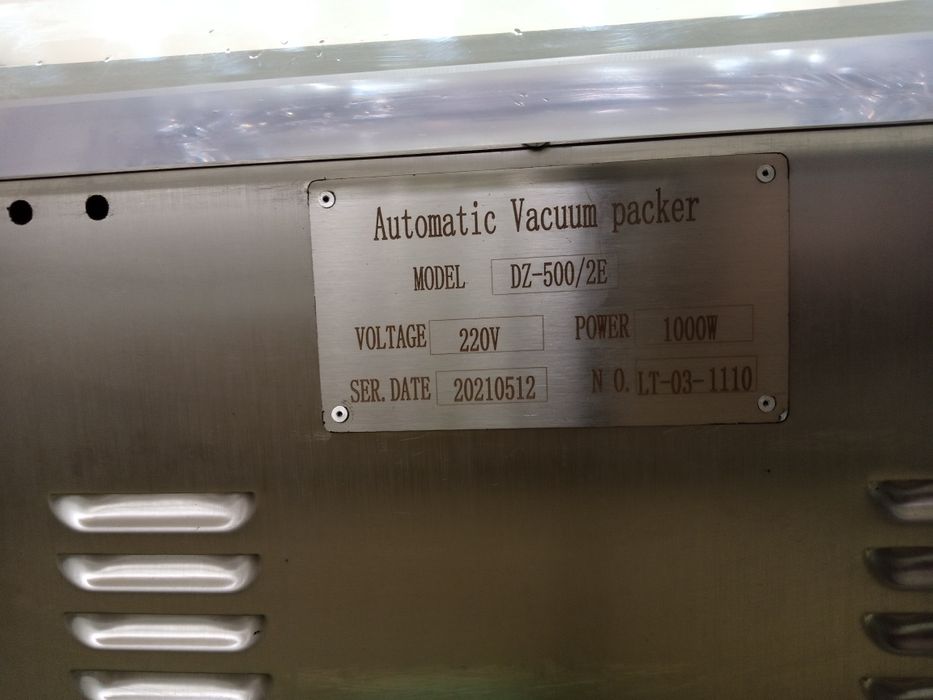 Automatic Vacuum packer
MODEL DZ-500/2E
VOLTAGE 220V POWER 1000W
SER.DATE 20210512 N O. LT-03-1110